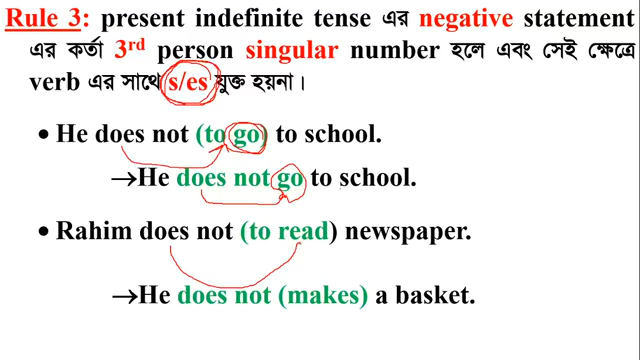 Rule 3: present indefinite tense এর negative statement
এর কর্তা 3rd person singular number হলে এবং সেই ক্ষেত্রে
verb এর সাথে s/es যুক্ত হয়না।
• He does not (to go) to school.
→He does not go to school.
• Rahim does not (to read) newspaper.
→He does not (makes) a basket.